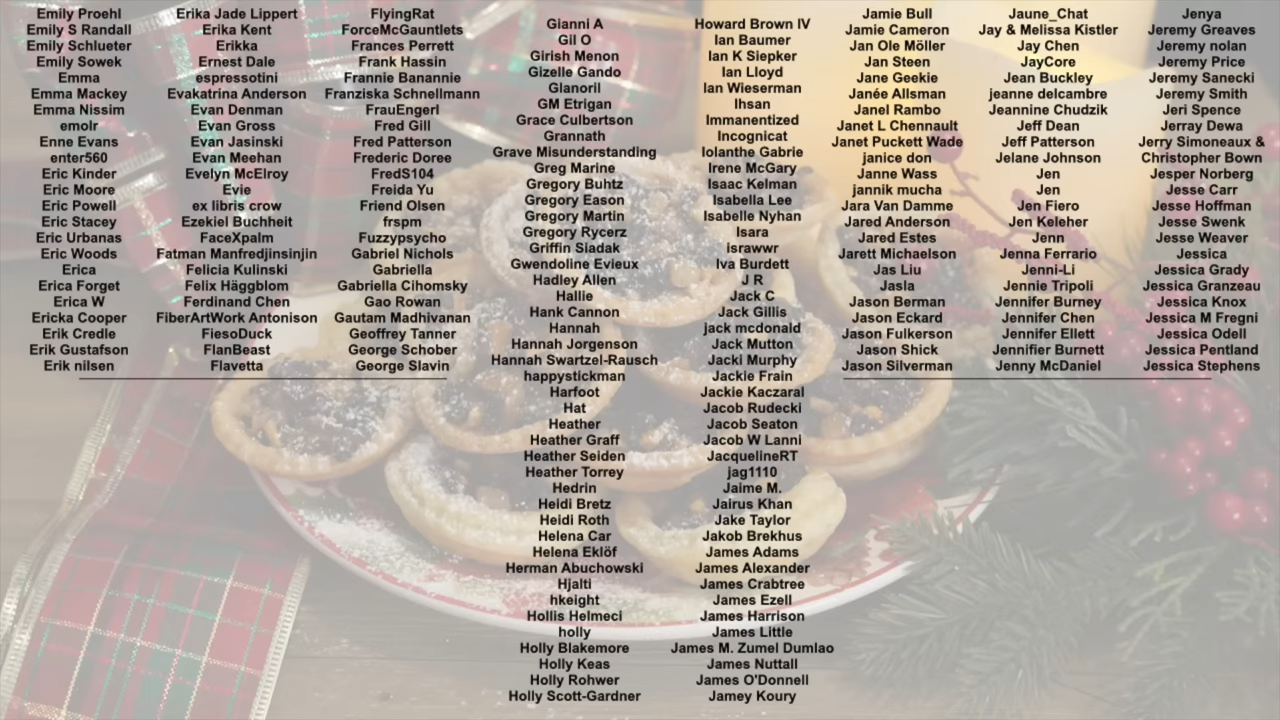 Emily Proehl
Emily S Randall
Emily Schlueter
Emily Sowek
Emma
Emma Mackey
Emma Nissim
emolr
Enne Evans
enter560
Eric Kinder
Eric Moore
Eric Powell
Eric Stacey
Eric Urbanas
Eric Woods
Erica
Erica Forget
Erica W
Ericka Cooper
Erik Credle
Erik Gustafson
Erik nilsen
Erika Jade Lippert
Erika Kent
Erikka
Ernest Dale
espressotini
Evakatrina Anderson
Evan Denman
Evan Gross
Evan Jasinski
Evan Meehan
Evelyn McElroy
Evie
ex libris crow
Ezekiel Buchheit
FaceXpalm
Fatman Manfredjinsinjin
Felicia Kulinski
Felix Häggblom
Ferdinand Chen
FiberArtWork Antonison
FiesoDuck
FlanBeast
Flavetta
FlyingRat
ForceMcGauntlets
Frances Perrett
Frank Hassin
Frannie Banannie
Franziska Schnellmann
FrauEngerl
Fred Gill
Fred Patterson
Frederic Doree
FredS104
Freida Yu
Friend Olsen
frspm
Fuzzypsycho
Gabriel Nichols
Gabriella
Gabriella Cihomsky
Gao Rowan
Gautam Madhivanan
Geoffrey Tanner
George Schober
George Slavin
Gianni A
Gil O
Girish Menon
Gizelle Gando
Glanoril
GM Etrigan
Grace Culbertson
Grannath
Grave Misunderstanding
Greg Marine
Gregory Buhtz
Gregory Eason
Gregory Martin
Gregory Rycerz
Griffin Siadak
Gwendoline Evieux
Hadley Allen
Hallie
Hank Cannon
Hannah
Hannah Jorgenson
Hannah Swartzel-Rausch
happystickman
Harfoot
Hat
Heather
Heather Graff
Heather Seiden
Heather Torrey
Hedrin
Heidi Bretz
Heidi Roth
Helena Car
Helena Eklöf
Herman Abuchowski
Hjalti
hkeight
Hollis Helmeci
holly
Holly Blakemore
Holly Keas
Holly Rohwer
Holly Scott-Gardner
Howard Brown IV
Ian Baumer
Ian K Siepker
Ian Lloyd
Ian Wieserman
Ihsan
Immanentized
Incognicat
Iolanthe Gabrie
Irene McGary
Isaac Kelman
Isabella Lee
Isabelle Nyhan
Isara
israwwr
Iva Burdett
J R
Jack C
Jack Gillis
jack mcdonald
Jack Mutton
Jacki Murphy
Jackie Frain
Jackie Kaczaral
Jacob Rudecki
Jacob Seaton
Jacob W Lanni
JacquelineRT
jag1110
Jaime M.
Jairus Khan
Jake Taylor
Jakob Brekhus
James Adams
James Alexander
James Crabtree
James Ezell
James Harrison
James Little
James M. Zumel Dumlao
James Nuttall
James O'Donnell
Jamey Koury
Jamie Bull
Jamie Cameron
Jan Ole Möller
Jan Steen
Jane Geekie
Janée Allsman
Janel Rambo
Janet L Chennault
Janet Puckett Wade
janice don
Janne Wass
jannik mucha
Jara Van Damme
Jared Anderson
Jared Estes
Jarett Michaelson
Jas Liu
Jasla
Jason Berman
Jason Eckard
Jason Fulkerson
Jason Shick
Jason Silverman
Jaune_Chat
Jay & Melissa Kistler
Jay Chen
JayCore
Jean Buckley
jeanne delcambre
Jeannine Chudzik
Jeff Dean
Jeff Patterson
Jelane Johnson
Jen
Jen
Jen Fiero
Jen Keleher
Jenn
Jenna Ferrario
Jenni-Li
Jennie Tripoli
Jennifer Burney
Jennifer Chen
Jennifer Ellett
Jennifier Burnett
Jenny McDaniel
Jenya
Jeremy Greaves
Jeremy nolan
Jeremy Price
Jeremy Sanecki
Jeremy Smith
Jeri Spence
Jerray Dewa
Jerry Simoneaux &
Christopher Bown
Jesper Norberg
Jesse Carr
Jesse Hoffman
Jesse Swenk
Jesse Weaver
Jessica
Jessica Grady
Jessica Granzeau
Jessica Knox
Jessica M Fregni
Jessica Odell
Jessica Pentland
Jessica Stephens